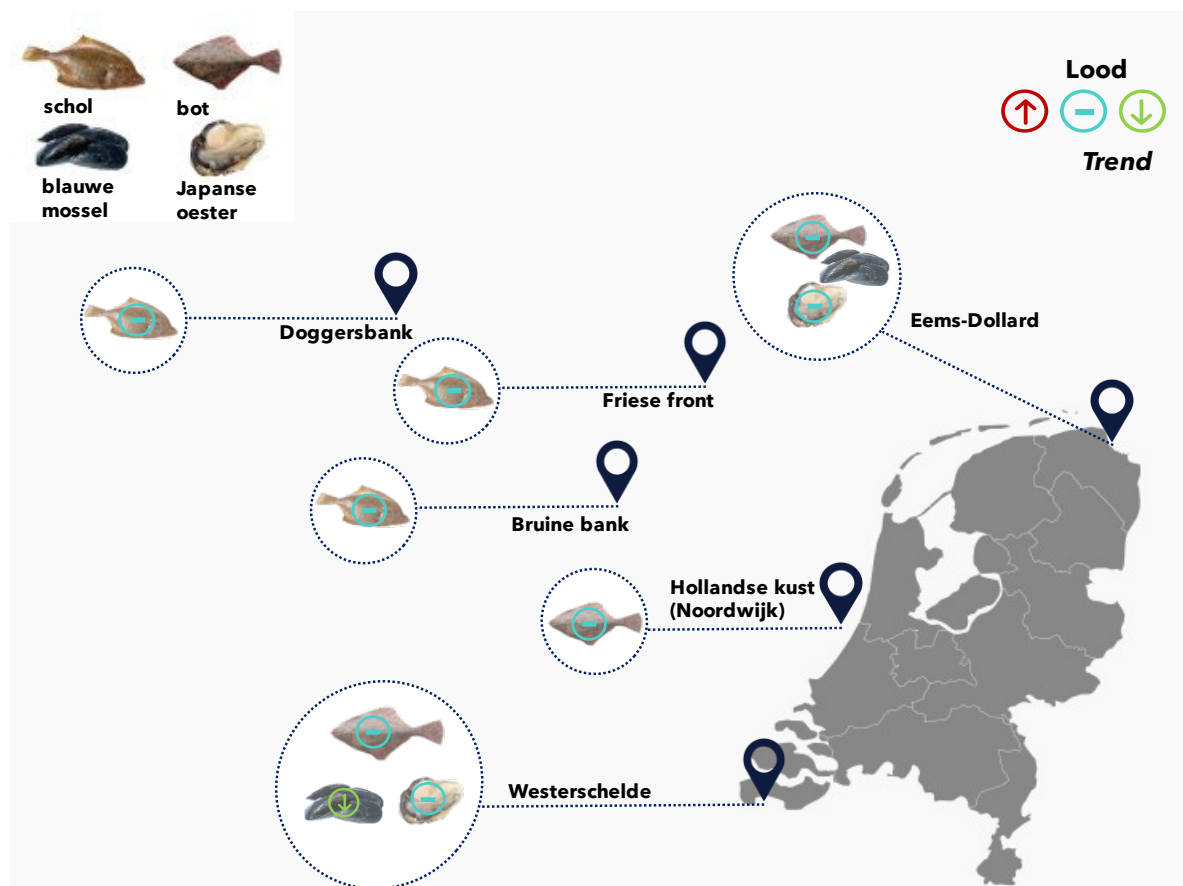 schol
bot
blauwe
mossel
Japanse
oester
Lood
Trend
Doggersbank
Friese front
Eems-Dollard
Bruine bank
Hollandse kust
(Noordwijk)
Westerschelde